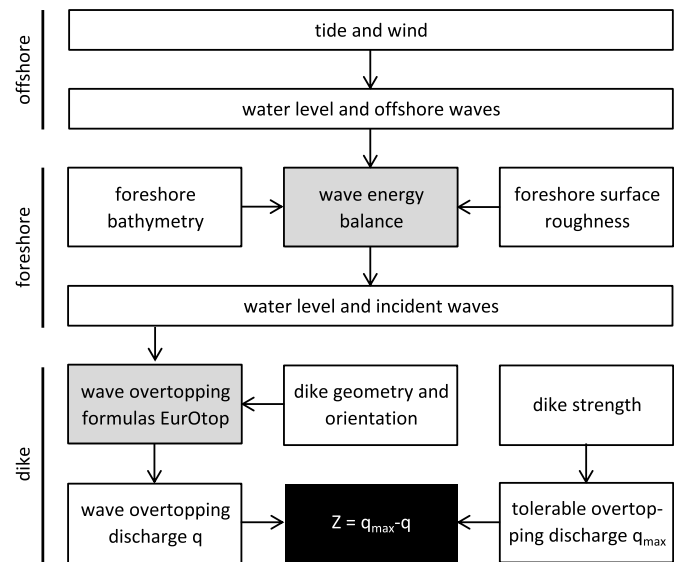 offshore
tide and wind
water level and offshore waves
foreshore
foreshore
bathymetry
wave energy
balance
foreshore surface
roughness
water level and incident waves
dike
wave overtopping
formulas EurOtop
dike geometry and
orientation
dike strength
wave overtopping
discharge q
Z = qmax-q
tolerable overtop-
ping discharge qmax